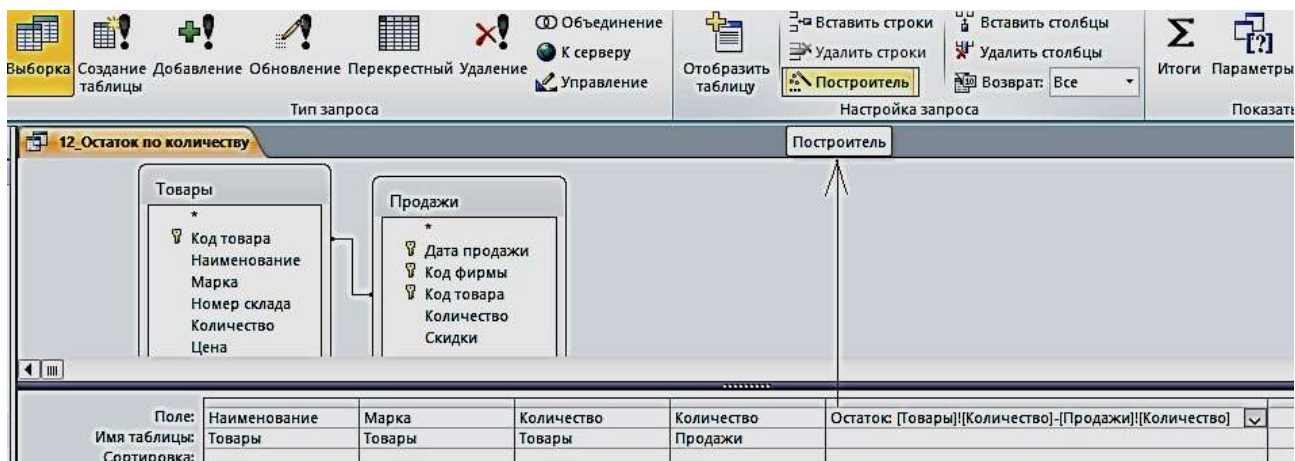 Выборка
Создание таблицы
Добавление
Обновление
Перекрестный
Удаление
Объединение
К серверу
Управление
Тип запроса
Отобразить таблицу
Вставить строки
Удалить строки
Построитель
Вставить столбцы
Удалить столбцы
Возврат: Все
Настройка запроса
Итоги
Параметры
Показать
12_Остаток по количеству
Построитель
Товары
*
Код товара
Наименование
Марка
Номер склада
Количество
Цена
Продажи
*
Дата продажи
Код фирмы
Код товара
Количество
Скидки
Поле: Наименование Марка Количество Количество Остаток: [Товары]![Количество]-[Продажи]![Количество]
Имя таблицы: Товары Товары Товары Продажи
Сортировка: